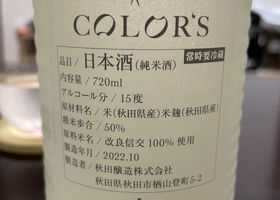 COLOR'S
品目 / 日本酒(純米酒) 常時要冷蔵
内容量 / 720ml
アルコール分 / 15度
原材料名 / 米(秋田県産)米麹(秋田県産)
精米歩合 / 50%
原料米名 / 改良信交100%使用
製造年月 / 2022.10
製造者 / 秋田醸造株式会社
秋田県秋田市楢山登町5-2